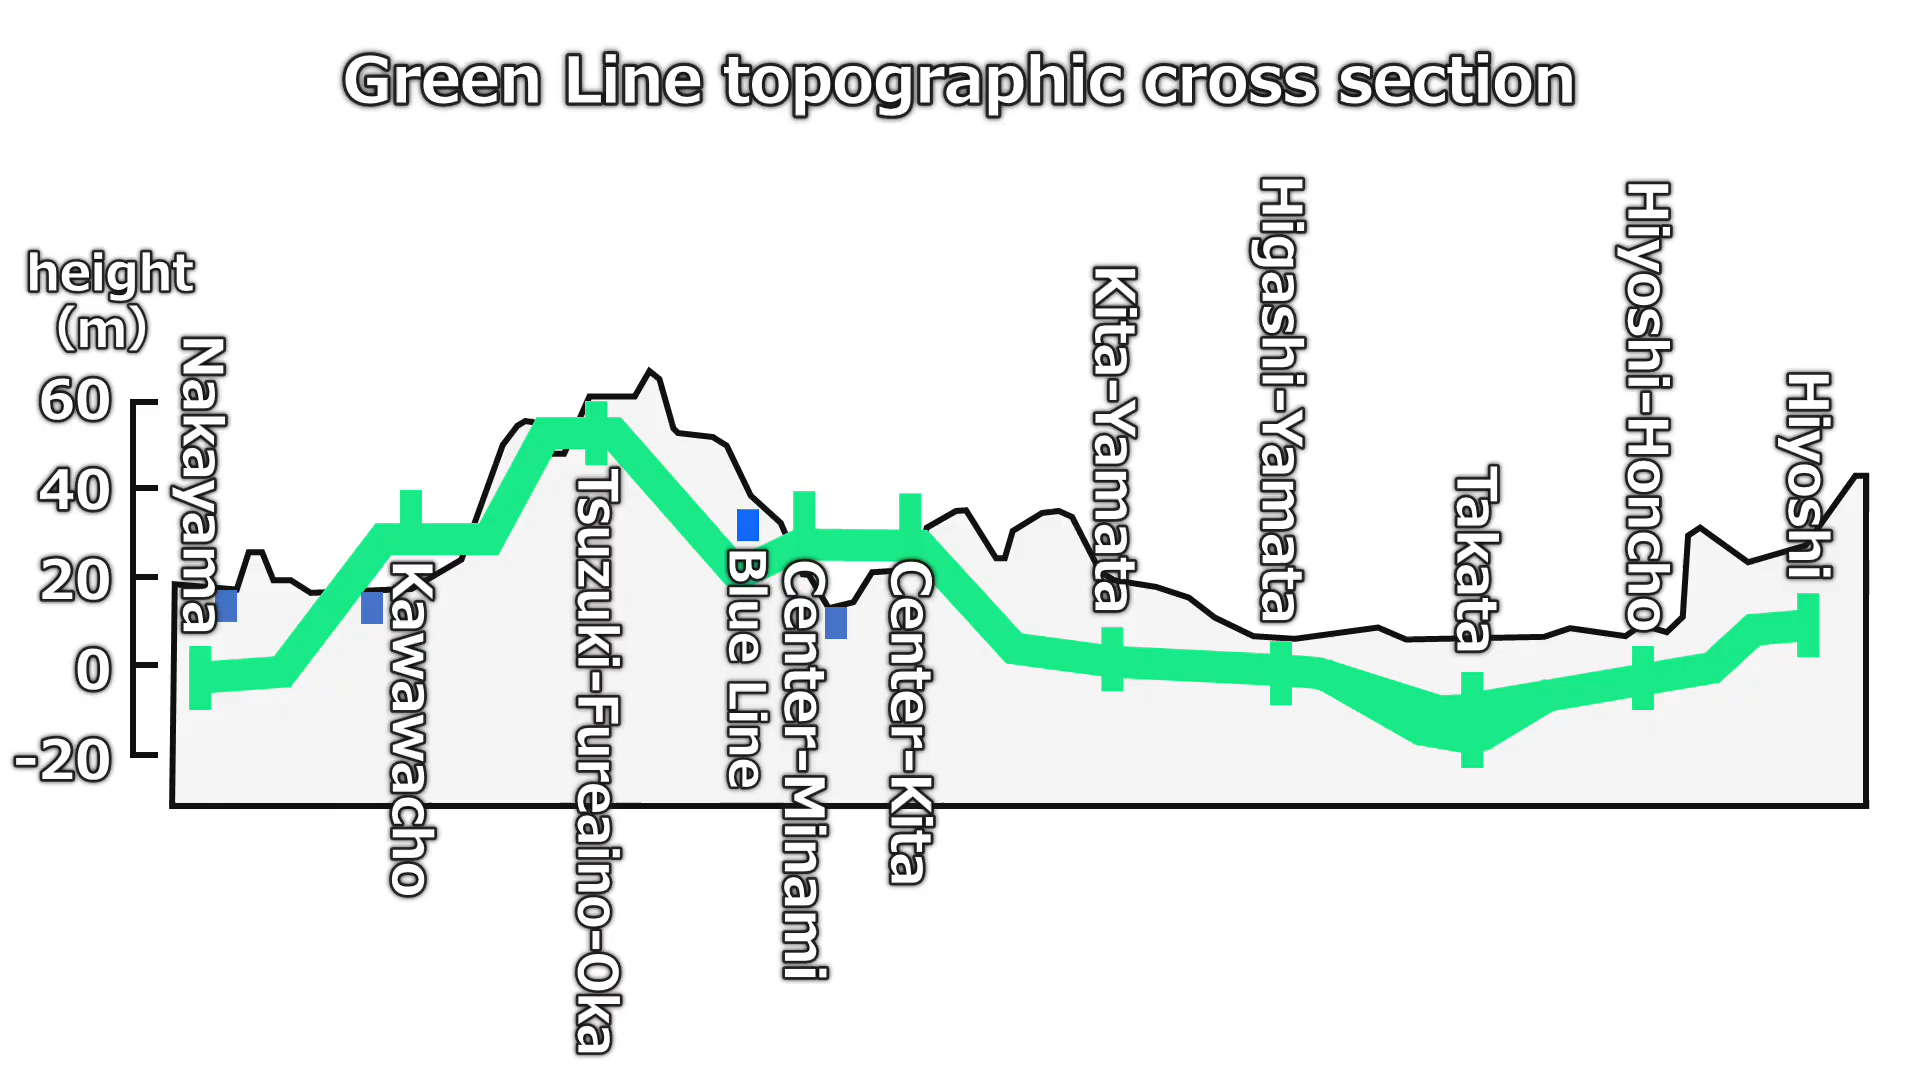 Green Line topographic cross section
height
(m)
60
40
20
0
-20
Nakayama
Kawawacho
Tsuzuki-Fureaino-Oka
Blue Line
Center-Minami
Center-Kita
Kita-Yamata
Higashi-Yamata
Takata
Hiyoshi-Honcho
Hiyoshi